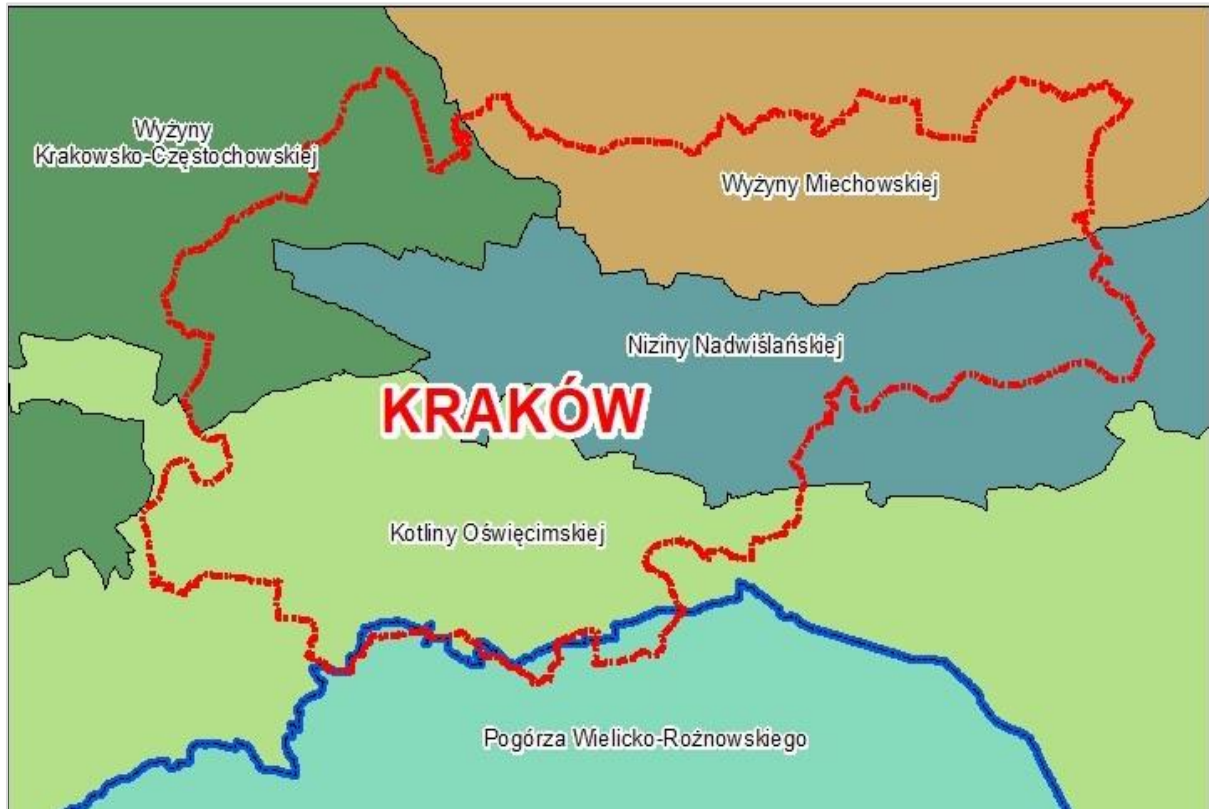 Wyżyny
Krakowsko-Częstochowskiej
Wyżyny Miechowskiej
Niziny Nadwiślańskiej
KRAKÓW
Kotliny Oświęcimskiej
Pogórza Wielicko-Rożnowskiego